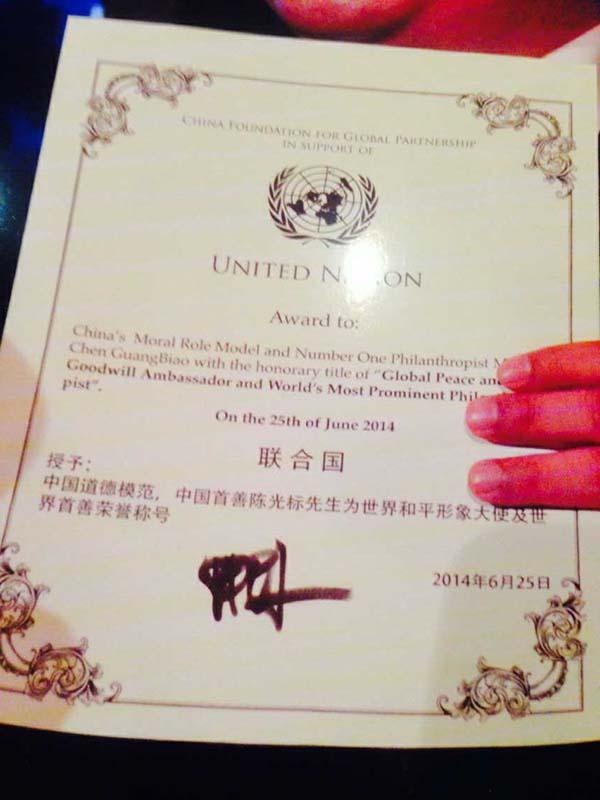 CHINA FOUNDATION FOR GLOBAL PARTNERSHIP
IN SUPPORT OF
UNITED N ON
Award to:
China's Moral Role Model and Number One Philanthropist
Chen GuangBiao with the honorary title of "Global Peace
Goodwill Ambassador and World's Most Prominent
pist".
On the 25th of June 2014
联合国
授予：
中国道德模范，中国首善陈光标先生为世界和平形象大使及世
界首善荣誉称号
2014年6月25日